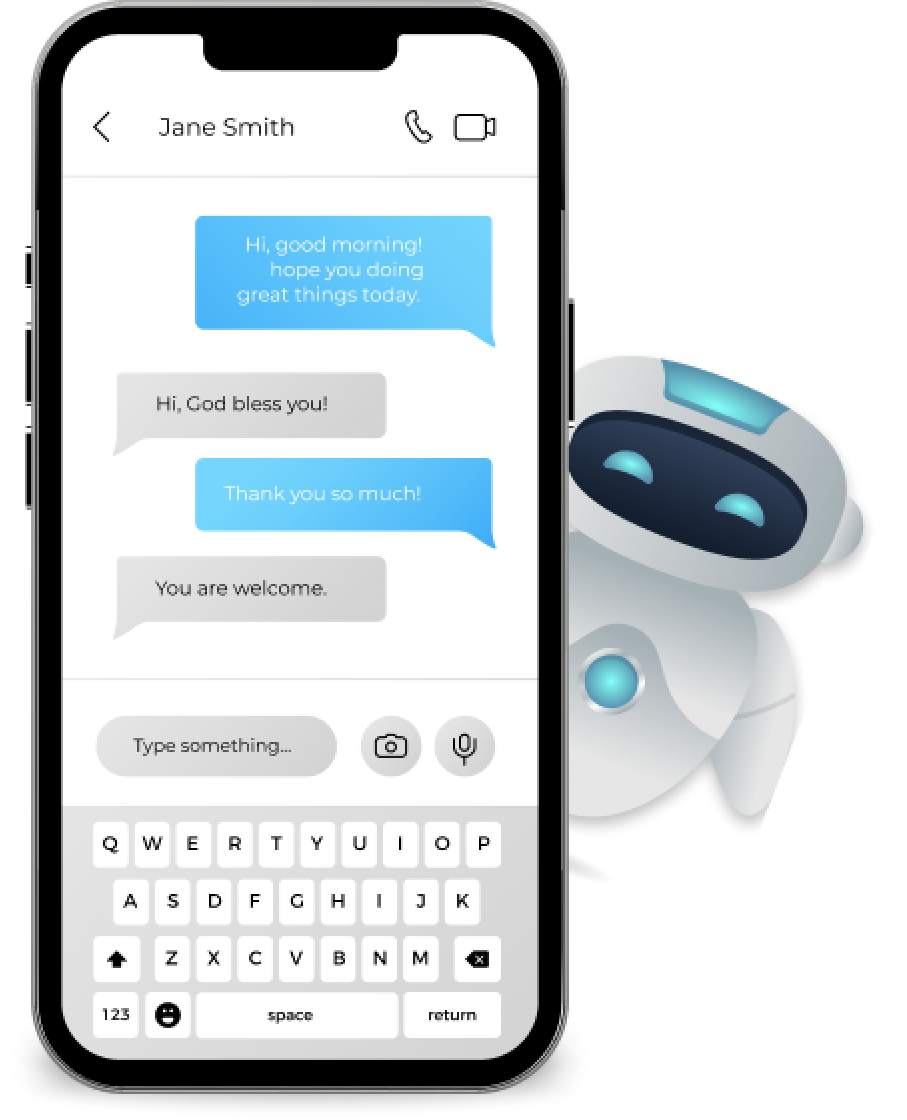 Jane Smith
Hi, good morning!
hope you doing
great things today.
Hi, God bless you!
Thank you so much!
You are welcome.
Type something...
Q W E R T Y U I O P
A S D F G H I J K
Z X C V B N M
123 space return